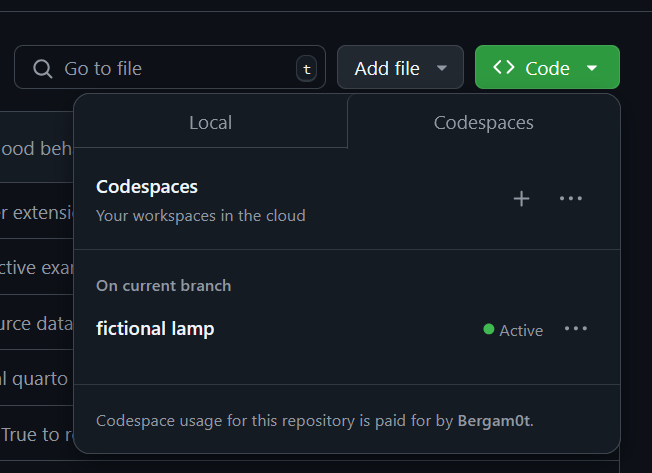 Go to file
t
Add file
Code
Local
Codespaces
ood beh
Codespaces
Your workspaces in the cloud
r extensi
On current branch
ctive exa
fictional lamp
Active
urce data
al quarto
Codespace usage for this repository is paid for by Bergam0t.
True to r